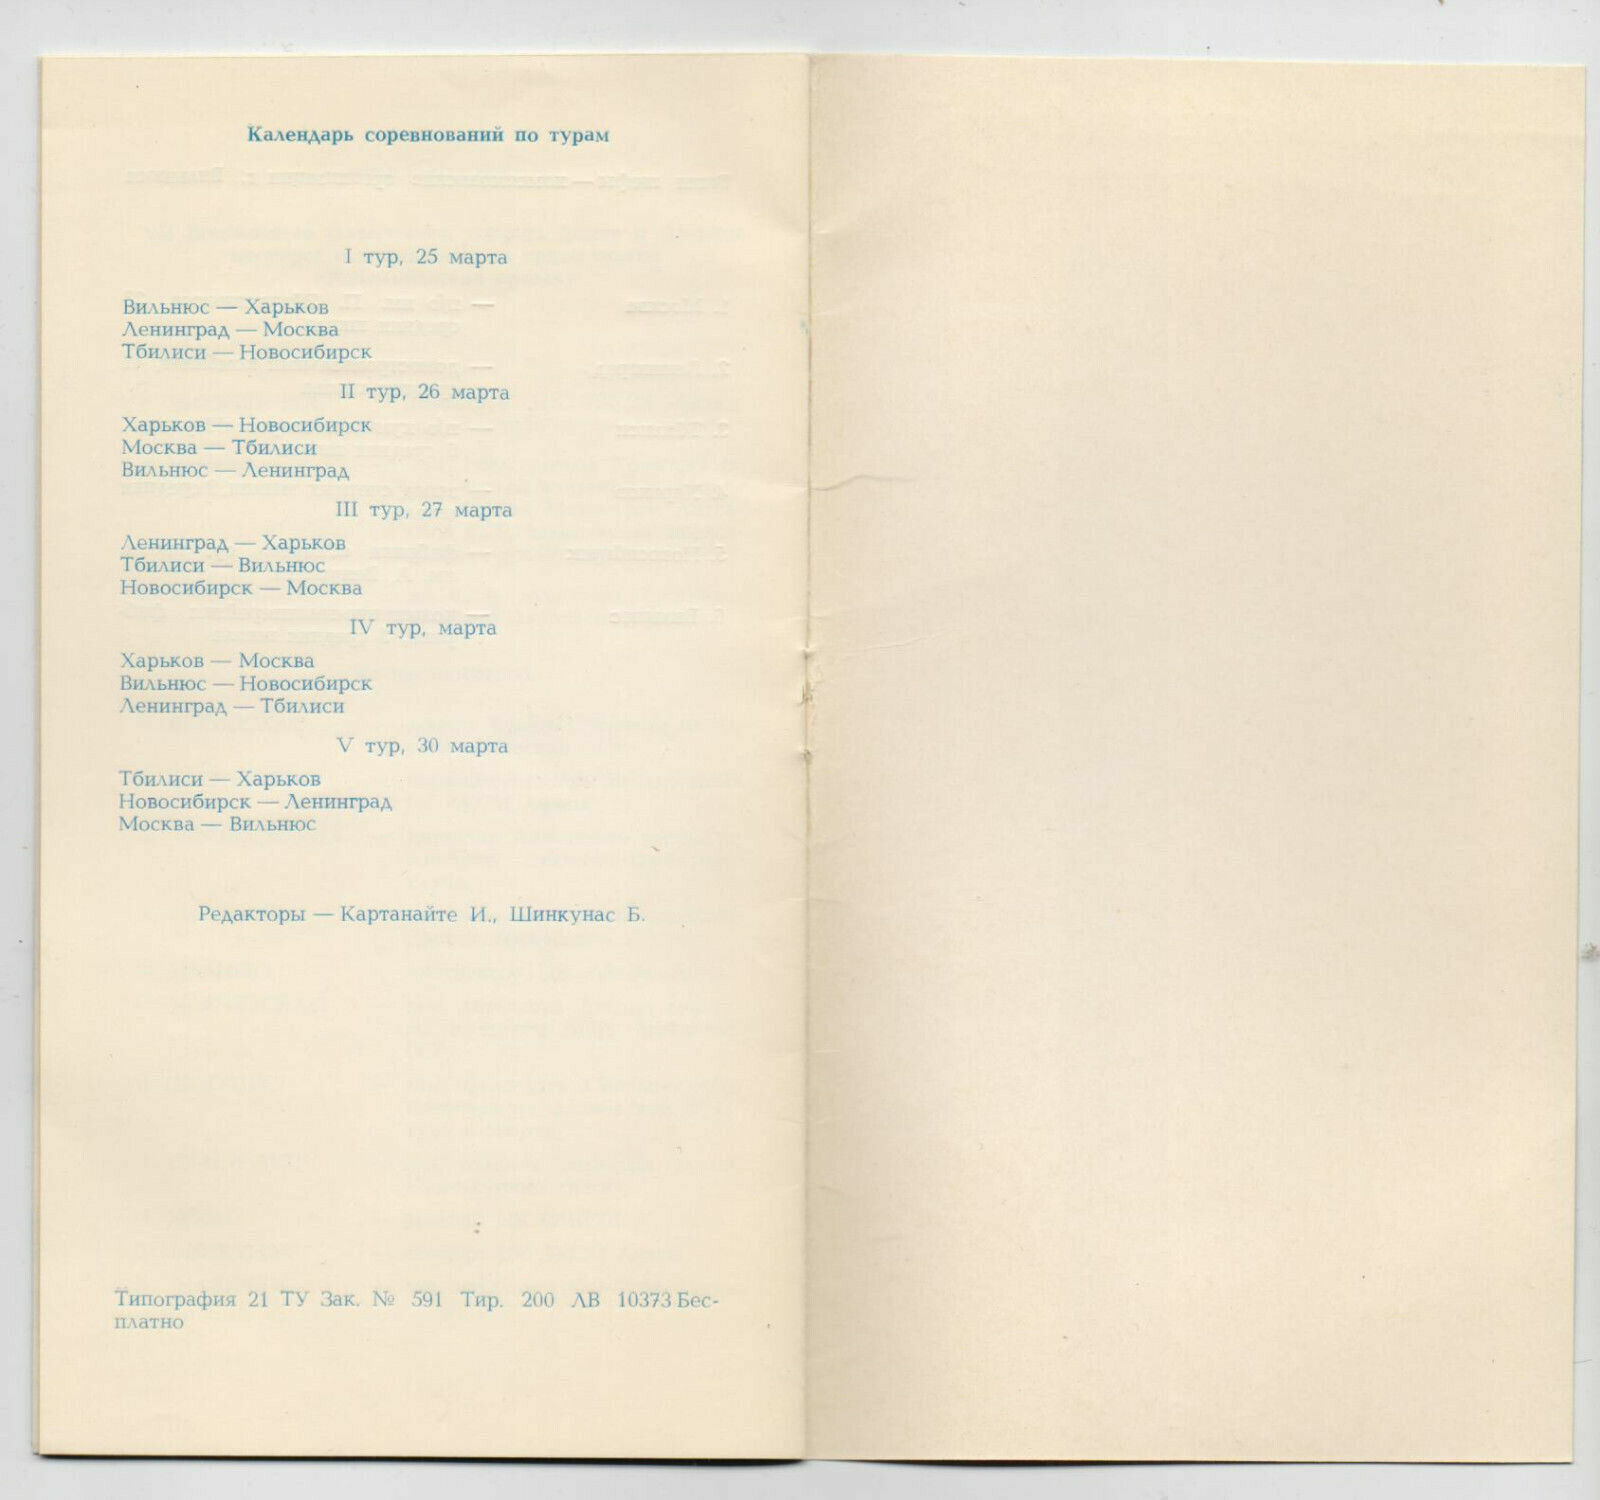 Календарь соревнований по турам
I тур, 25 марта
Вильнюс — Харьков
Ленинград — Москва
Тбилиси — Новосибирск
II тур, 26 марта
Харьков — Новосибирск
Москва — Тбилиси
Вильнюс — Ленинград
III тур, 27 марта
Ленинград — Харьков
Тбилиси — Вильнюс
Новосибирск — Москва
IV тур, марта
Харьков — Москва
Вильнюс — Новосибирск
Ленинград — Тбилиси
V тур, 30 марта
Тбилиси — Харьков
Новосибирск — Ленинград
Москва — Вильнюс
Редакторы — Картанайте И., Шинкунас Б.
Типография 21 ТУ Зак. № 591 Тир. 200 ЛВ 10373 Бес-
платно